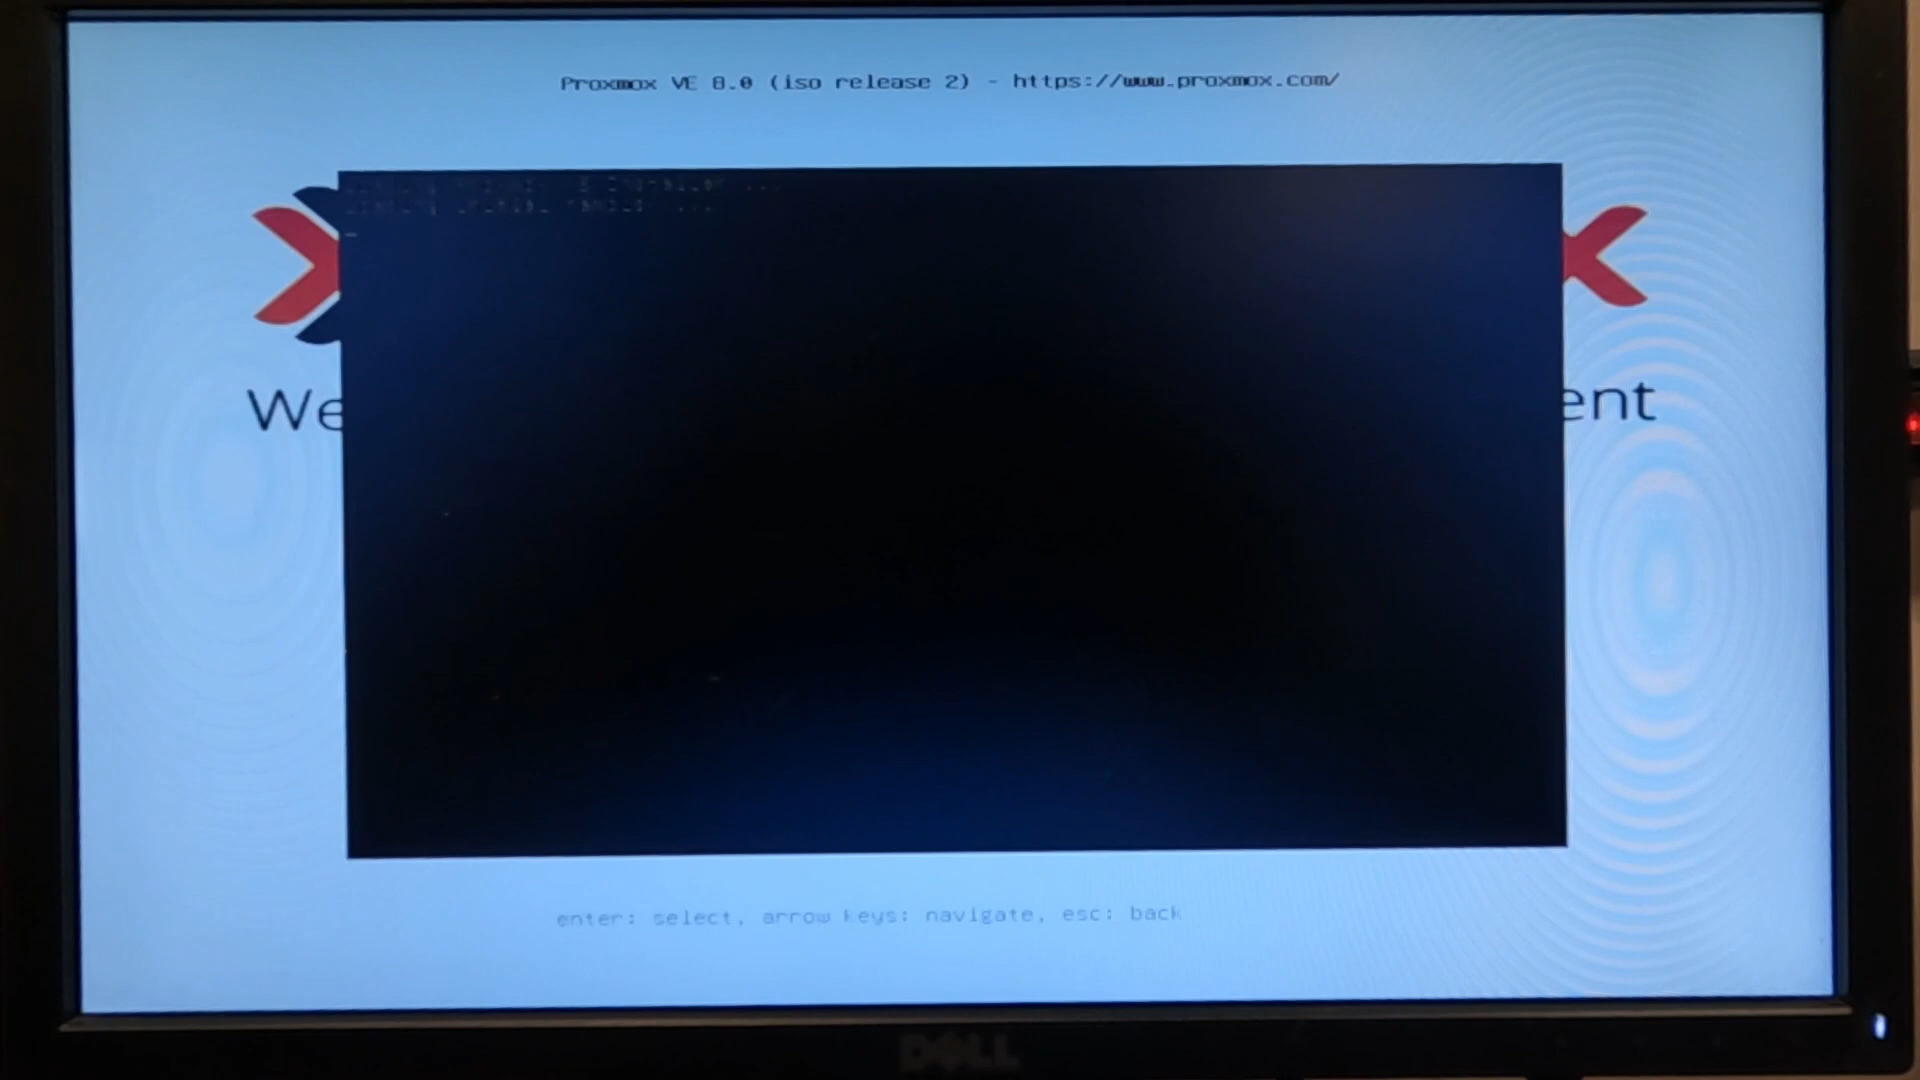 Proxmox VE 8.0 (iso release 2) - https://www.proxmox.com/
We
ent
enter: select, arrow keys: navigate, esc: back
DELL